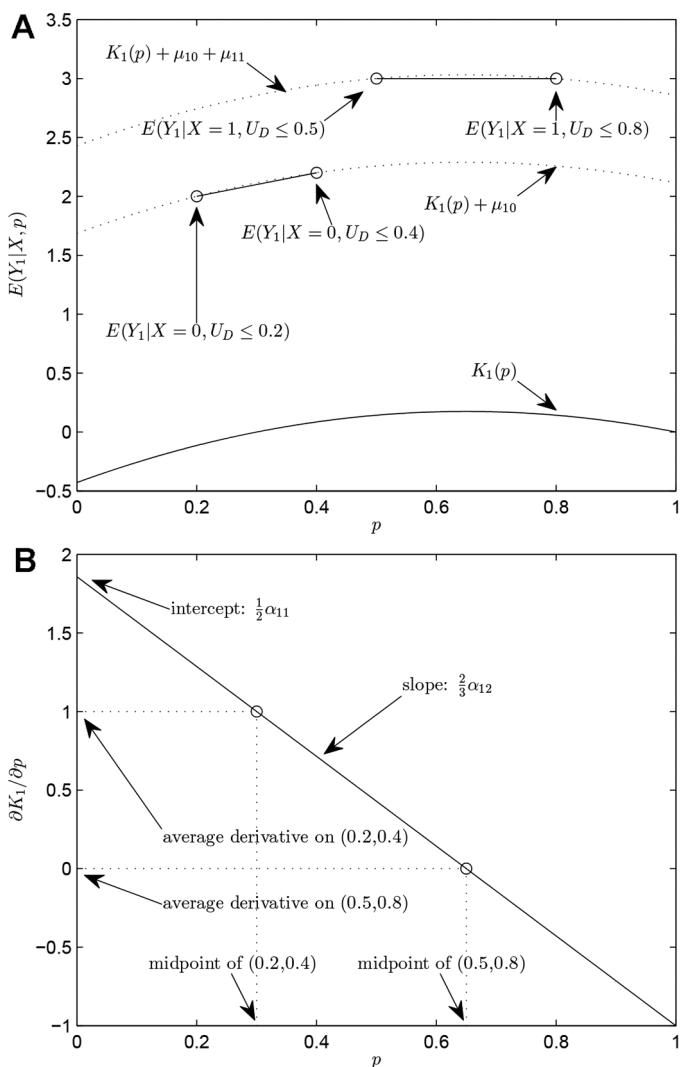 A
3.5
K₁(p) + μ₁₀ + μ₁₁
3
E(Y₁|X = 1, U_D ≤ 0.5)
E(Y₁|X = 1, U_D ≤ 0.8)
2.5
2
K₁(p) + μ₁₀
E(Y₁|X = 0, U_D ≤ 0.4)
E(Y₁|X, p)
1.5
1
E(Y₁|X = 0, U_D ≤ 0.2)
0.5
K₁(p)
0
−0.5
0 0.2 0.4 0.6 0.8 1
p
B
2
intercept: ½α₁₁
1.5
slope: ⅔α₁₂
1
∂K₁/∂p
0.5
average derivative on (0.2,0.4)
0
average derivative on (0.5,0.8)
−0.5
midpoint of (0.2,0.4) midpoint of (0.5,0.8)
−1
0 0.2 0.4 0.6 0.8 1
p